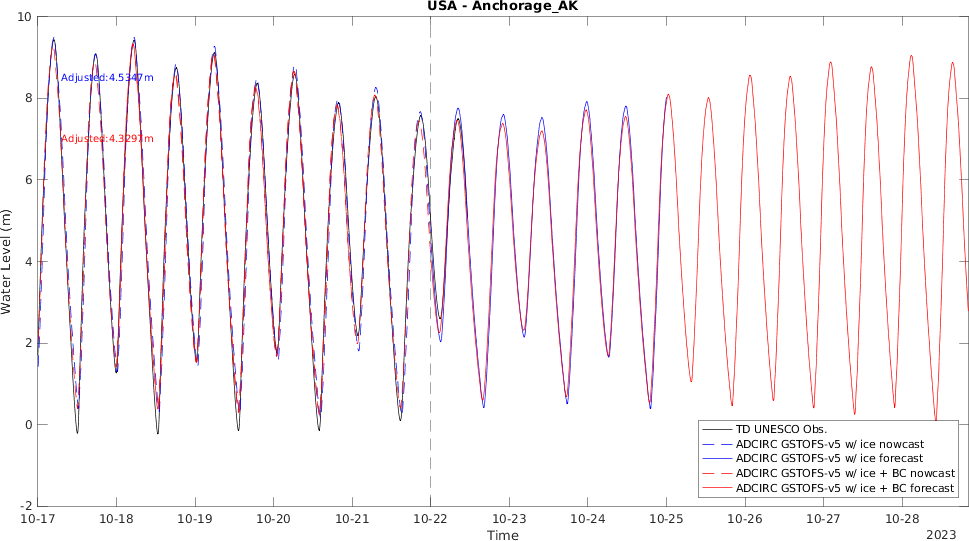 USA - Anchorage_AK
10
8
6
4
2
0
-2
Water Level (m)
Adjusted:4.5347m
Adjusted:4.3297m
TD UNESCO Obs.
ADCIRC GSTOFS-v5 w/ ice nowcast
ADCIRC GSTOFS-v5 w/ ice forecast
ADCIRC GSTOFS-v5 w/ ice + BC nowcast
ADCIRC GSTOFS-v5 w/ ice + BC forecast
10-17 10-18 10-19 10-20 10-21 10-22 10-23 10-24 10-25 10-26 10-27 10-28
Time
2023